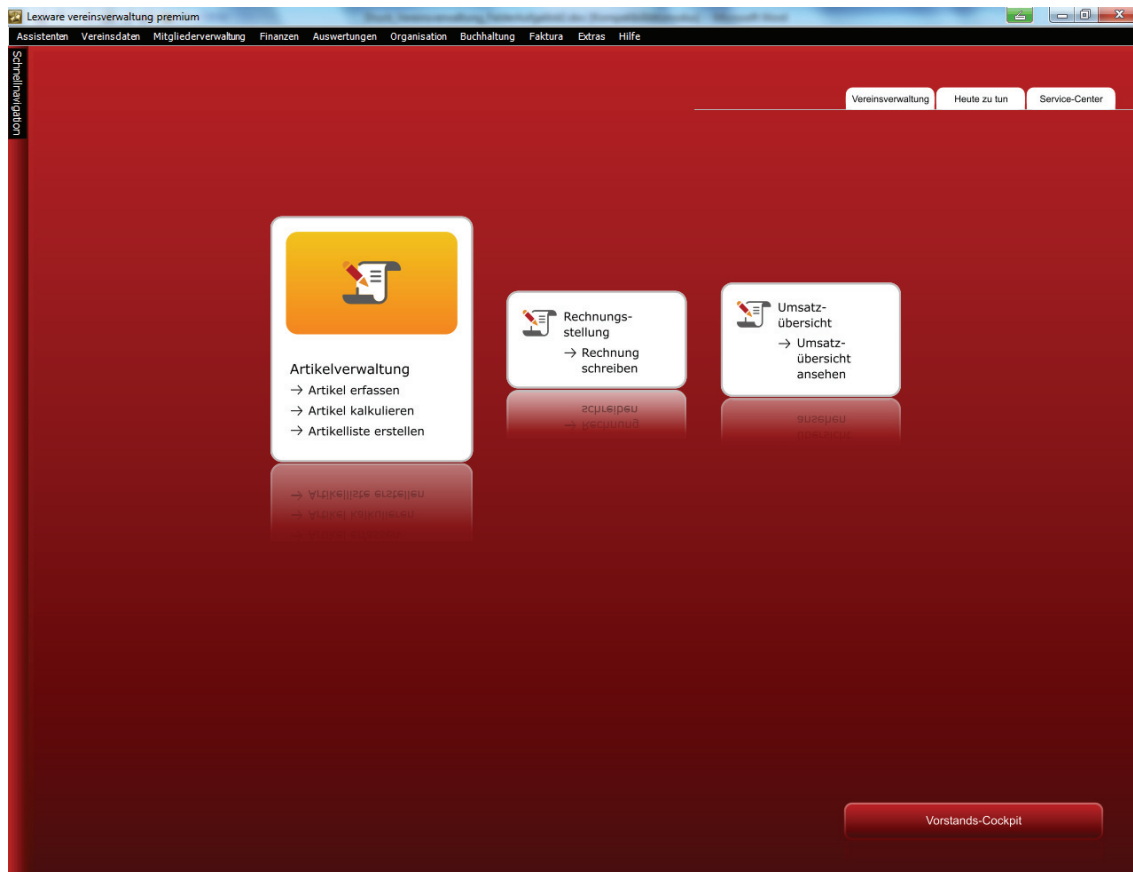 Lexware vereinsverwaltung premium
Assistenten Vereinsdaten Mitgliederverwaltung Finanzen Auswertungen Organisation Buchhaltung Faktura Extras Hilfe
Schnellnavigation
Vereinsverwaltung Heute zu tun Service-Center
Artikelverwaltung
→ Artikel erfassen
→ Artikel kalkulieren
→ Artikelliste erstellen
Rechnungs-
stellung
→ Rechnung
schreiben
Umsatz-
übersicht
→ Umsatz-
übersicht
ansehen
Vorstands-Cockpit